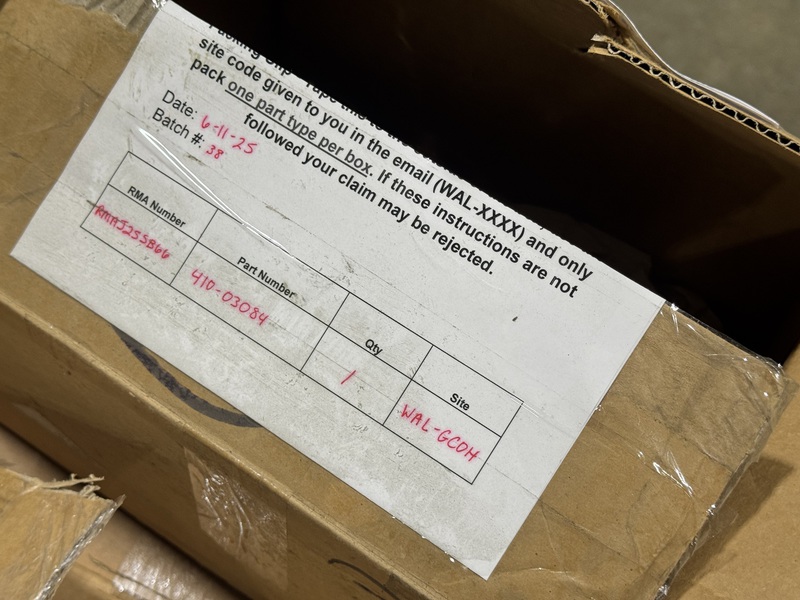 site code given to you in the email (WAL-XXXX) and only
pack one part type per box. If these instructions are not
followed your claim may be rejected.
Date: 6-11-25
Batch #: 38
RMA Number Part Number Qty Site
410-03084 1 WAL-GCOH